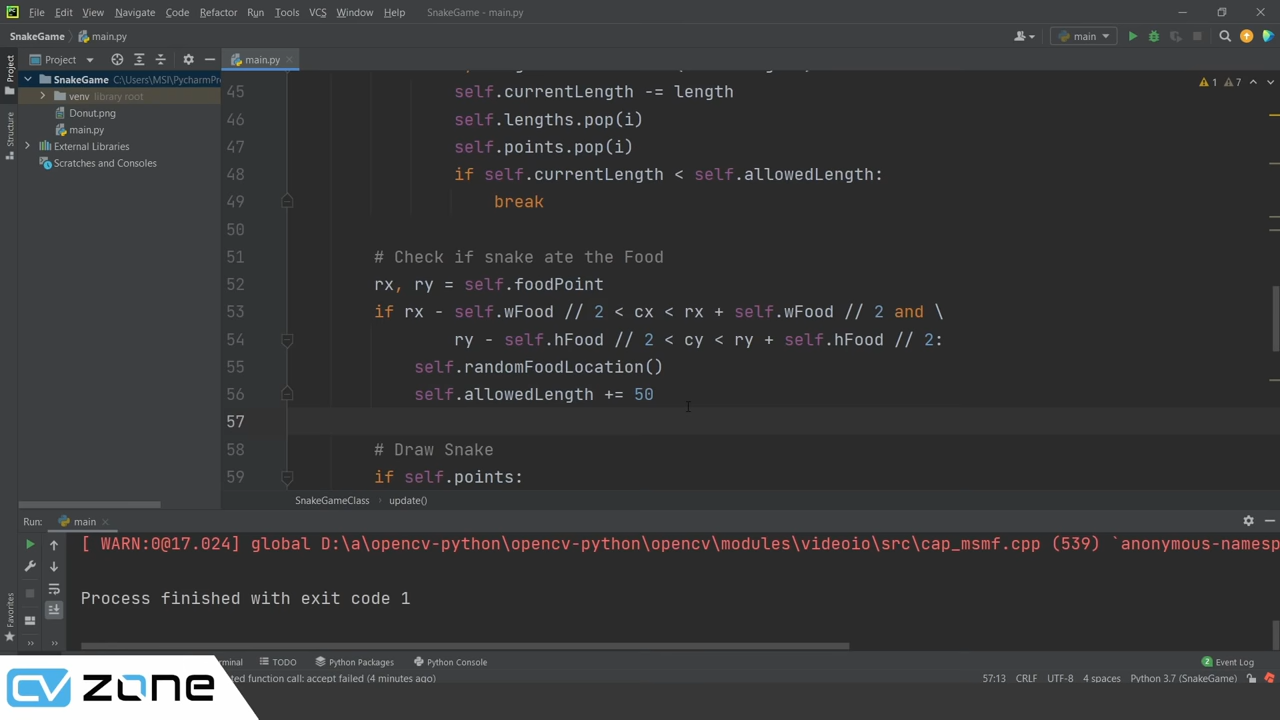 File Edit View Navigate Code Refactor Run Tools VCS Window Help SnakeGame - main.py
SnakeGame main.py main
Project main.py
Project
SnakeGame C:\Users\MSI\PycharmPr
venv library root
Donut.png
main.py
External Libraries
Scratches and Consoles
Structure
Favorites
1 7
45 self.currentLength -= length
46 self.lengths.pop(i)
47 self.points.pop(i)
48 if self.currentLength < self.allowedLength:
49 break
50
51 # Check if snake ate the Food
52 rx, ry = self.foodPoint
53 if rx - self.wFood // 2 < cx < rx + self.wFood // 2 and \
54 ry - self.hFood // 2 < cy < ry + self.hFood // 2:
55 self.randomFoodLocation()
56 self.allowedLength += 50
57
58 # Draw Snake
59 if self.points:
SnakeGameClass update()
Run: main
[ WARN:0@17.024] global D:\a\opencv-python\opencv-python\opencv\modules\videoio\src\cap_msmf.cpp (539) `anonymous-namesp
Process finished with exit code 1
TODO Python Packages Python Console 2 Event Log
function call: accept failed (4 minutes ago) 57:13 CRLF UTF-8 4 spaces Python 3.7 (SnakeGame)
CV ZONE